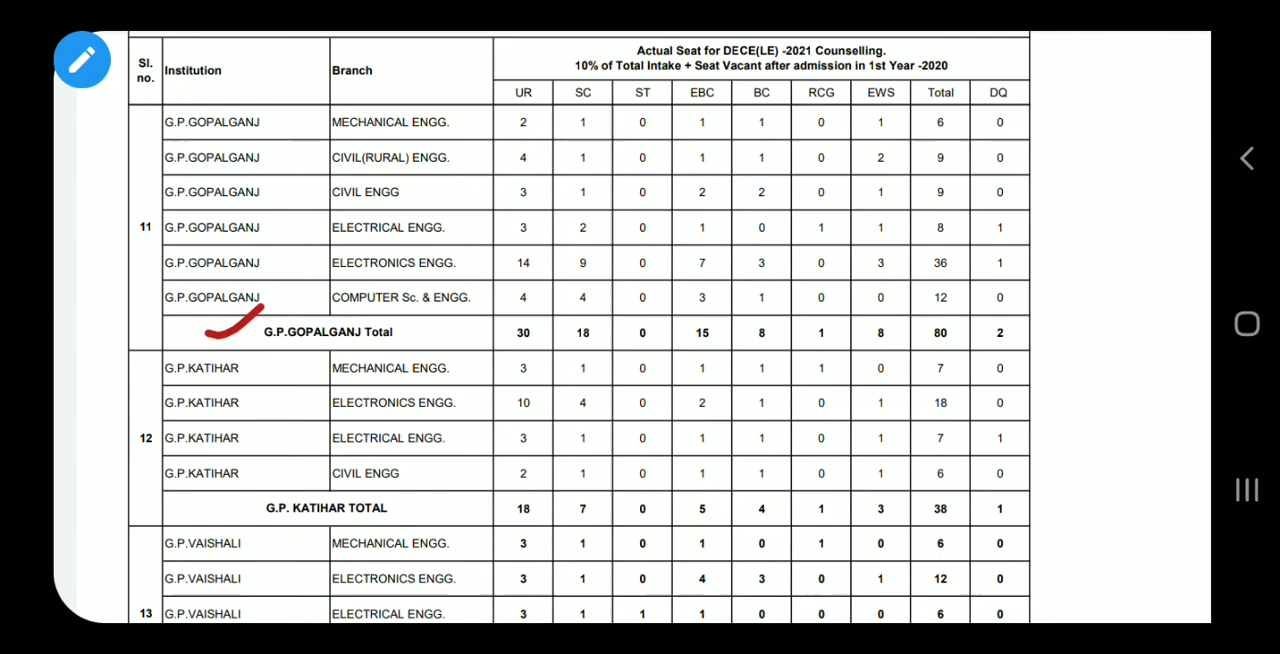 Sl. no. Institution Branch Actual Seat for DECE(LE) -2021 Counselling.
10% of Total Intake + Seat Vacant after admission in 1st Year -2020
UR SC ST EBC BC RCG EWS Total DQ
11
G.P.GOPALGANJ MECHANICAL ENGG. 2 1 0 1 1 0 1 6 0
G.P.GOPALGANJ CIVIL(RURAL) ENGG. 4 1 0 1 1 0 2 9 0
G.P.GOPALGANJ CIVIL ENGG 3 1 0 2 2 0 1 9 0
G.P.GOPALGANJ ELECTRICAL ENGG. 3 2 0 1 0 1 1 8 1
G.P.GOPALGANJ ELECTRONICS ENGG. 14 9 0 7 3 0 3 36 1
G.P.GOPALGANJ COMPUTER Sc. & ENGG. 4 4 0 3 1 0 0 12 0
G.P.GOPALGANJ Total 30 18 0 15 8 1 8 80 2
12
G.P.KATIHAR MECHANICAL ENGG. 3 1 0 1 1 1 0 7 0
G.P.KATIHAR ELECTRONICS ENGG. 10 4 0 2 1 0 1 18 0
G.P.KATIHAR ELECTRICAL ENGG. 3 1 0 1 1 0 1 7 1
G.P.KATIHAR CIVIL ENGG 2 1 0 1 1 0 1 6 0
G.P. KATIHAR TOTAL 18 7 0 5 4 1 3 38 1
G.P.VAISHALI MECHANICAL ENGG. 3 1 0 1 0 1 0 6 0
G.P.VAISHALI ELECTRONICS ENGG. 3 1 0 4 3 0 1 12 0
13 G.P.VAISHALI ELECTRICAL ENGG. 3 1 1 1 0 0 0 6 0